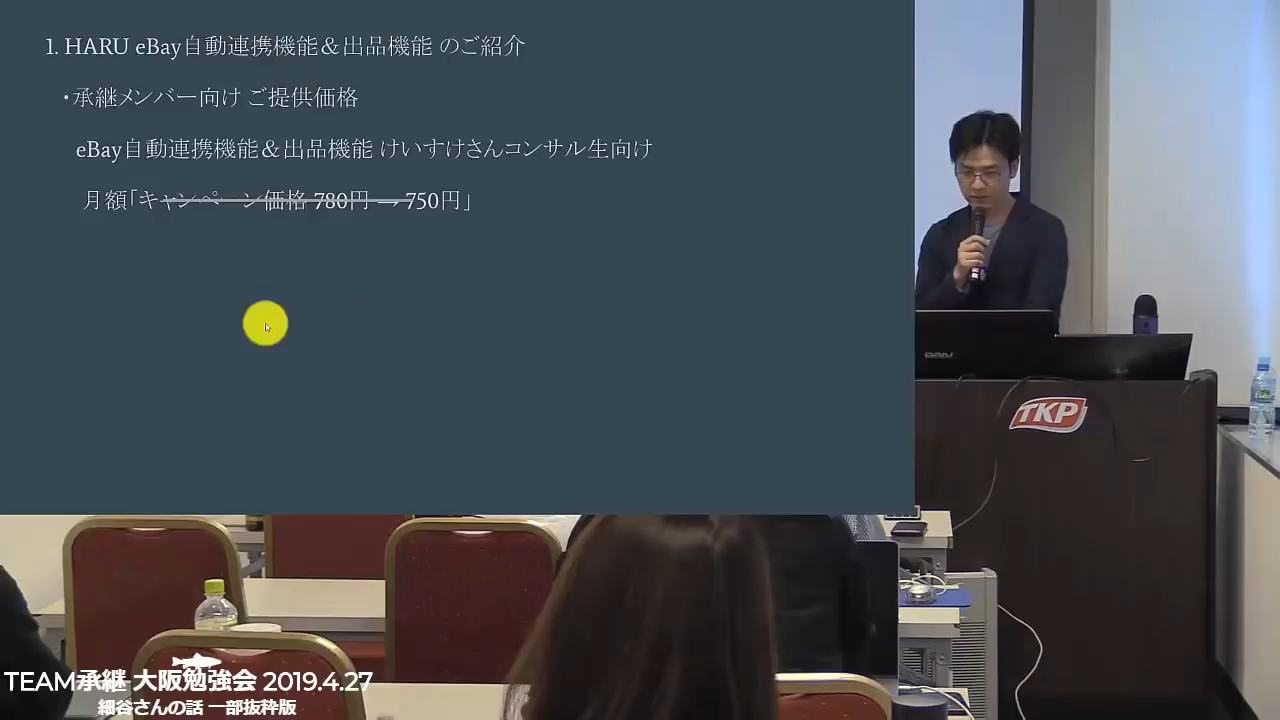 1. HARU eBay自動連携機能＆出品機能 のご紹介
・承継メンバー向け ご提供価格
eBay自動連携機能＆出品機能 けいすけさんコンサル生向け
月額「キャンペーン価格 780円 → 750円」
TKP
TEAM承継 大阪勉強会 2019.4.27
細谷さんの話 一部抜粋版